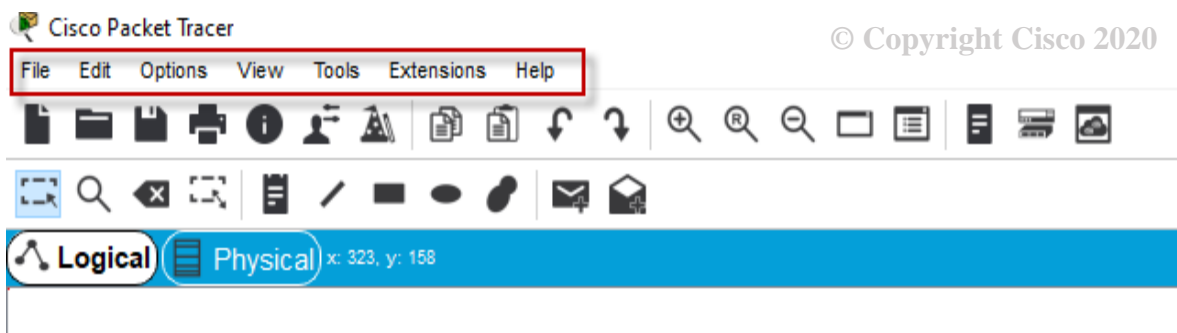 Cisco Packet Tracer
© Copyright Cisco 2020
File Edit Options View Tools Extensions Help
R
Logical Physical x: 323, y: 158